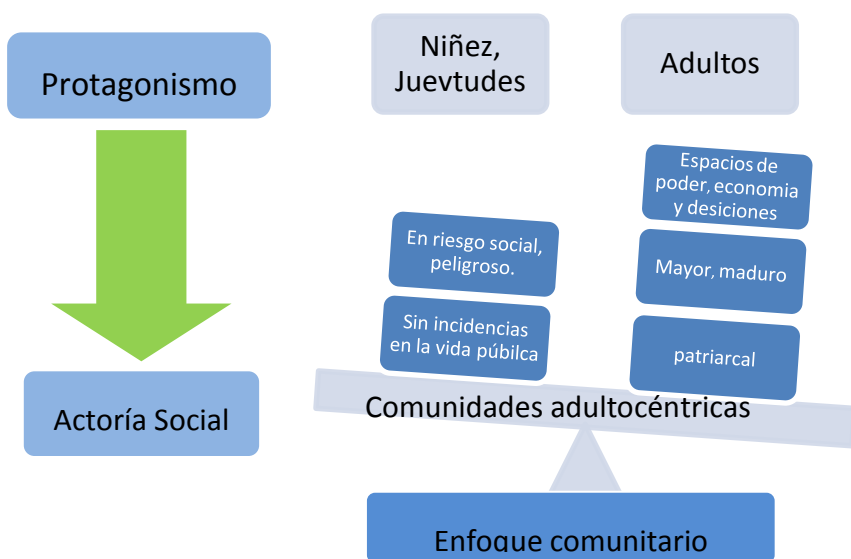 Protagonismo
Actoría Social
Niñez,
Juevtudes
Adultos
En riesgo social,
peligroso.
Sin incidencias
en la vida púbilca
Espacios de
poder, economia
y desiciones
Mayor, maduro
patriarcal
Comunidades adultocéntricas
Enfoque comunitario